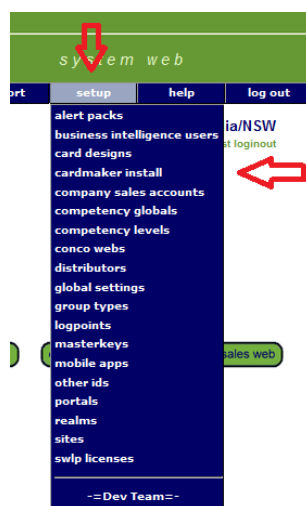 system web
ort setup help log out
alert packs
business intelligence users
card designs
cardmaker install
company sales accounts
competency globals
competency levels
conco webs
distributors
global settings
group types
logpoints
masterkeys
mobile apps
other ids
portals
realms
sites
swlp licenses
-=Dev Team=-
ia/NSW
st loginout
sales web